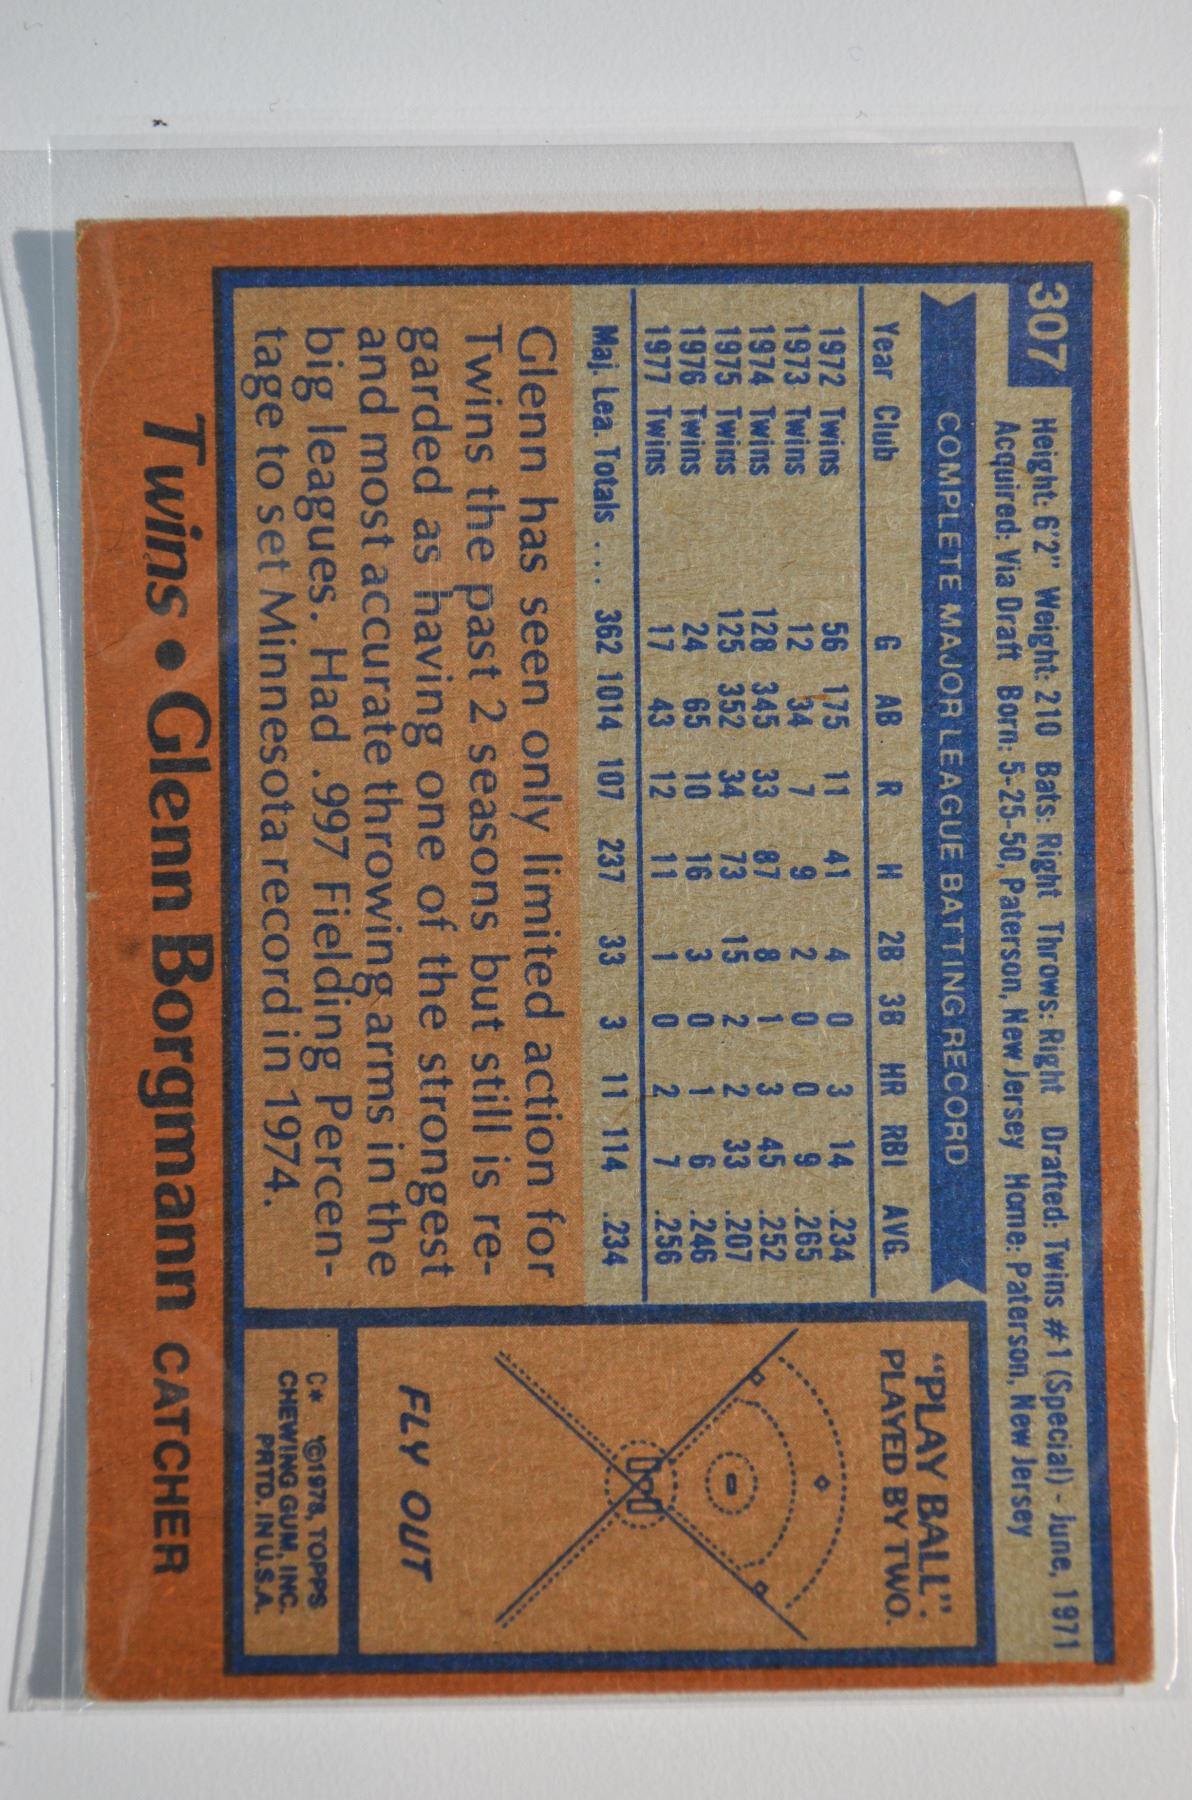 307
Height: 6'2" Weight: 210 Bats: Right Throws: Right Drafted: Twins #1 (Special) - June, 1971
Acquired: Via Draft Born: 5-25-50, Paterson, New Jersey Home: Paterson, New Jersey
COMPLETE MAJOR LEAGUE BATTING RECORD
Year Club G AB R H 2B 3B HR RBI AVG.
1972 Twins 56 175 11 41 4 0 3 14 .234
1973 Twins 12 34 7 9 2 0 0 9 .265
1974 Twins 128 345 33 87 8 1 3 45 .252
1975 Twins 125 352 34 73 15 2 2 33 .207
1976 Twins 24 65 10 16 3 0 1 6 .246
1977 Twins 17 43 12 11 1 0 2 7 .256
Maj. Lea. Totals . . . 362 1014 107 237 33 3 11 114 .234
Glenn has seen only limited action for
Twins the past 2 seasons but still is re-
garded as having one of the strongest
and most accurate throwing arms in the
big leagues. Had .997 Fielding Percen-
tage to set Minnesota record in 1974.
"PLAY BALL":
PLAYED BY TWO.
FLY OUT
C* ©1978, TOPPS
CHEWING GUM, INC.
PRTD. IN U.S.A.
Twins • Glenn Borgmann CATCHER